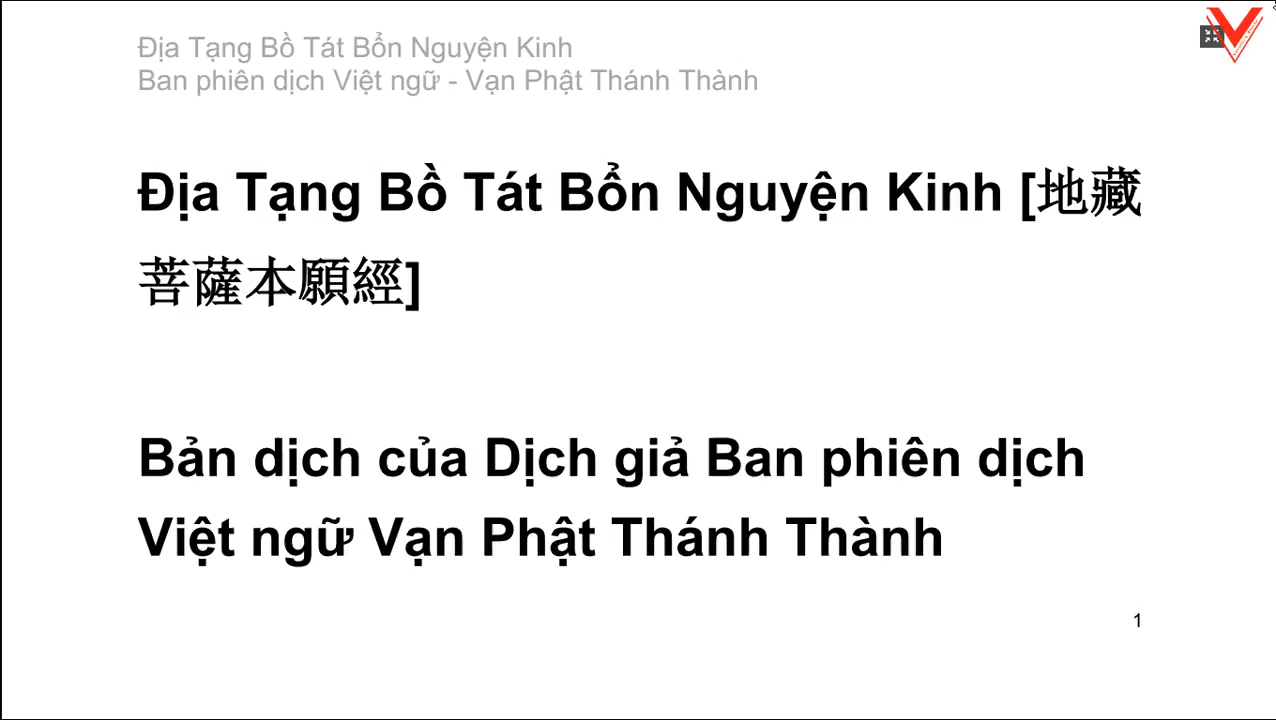 Địa Tạng Bồ Tát Bổn Nguyện Kinh
Ban phiên dịch Việt ngữ - Vạn Phật Thánh Thành
Địa Tạng Bồ Tát Bổn Nguyện Kinh [地藏
菩薩本願經]
Bản dịch của Dịch giả Ban phiên dịch
Việt ngữ Vạn Phật Thánh Thành
1